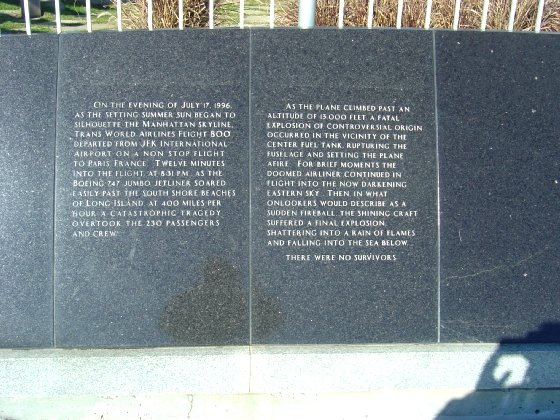 On the evening of July 17, 1996,
as the setting summer sun began to
silhouette the Manhattan skyline,
Trans World Airlines Flight 800
departed from JFK International
Airport on a non stop flight
to Paris France. Twelve minutes
into the flight, at 8:31 pm, as the
Boeing 747 jumbo jetliner soared
easily past the south shore beaches
of Long Island, at 400 miles per
hour a catastrophic tragedy
overtook the 230 passengers
and crew.
As the plane climbed past an
altitude of 13,000 feet, a fatal
explosion of controversial origin
occurred in the vicinity of the
center fuel tank, rupturing the
fuselage and setting the plane
afire. For brief moments the
doomed airliner continued in
flight into the now darkening
eastern sky. Then, in what
onlookers would describe as a
sudden fireball, the shining craft
suffered a final explosion,
shattering into a rain of flames
and falling into the sea below.
There were no survivors